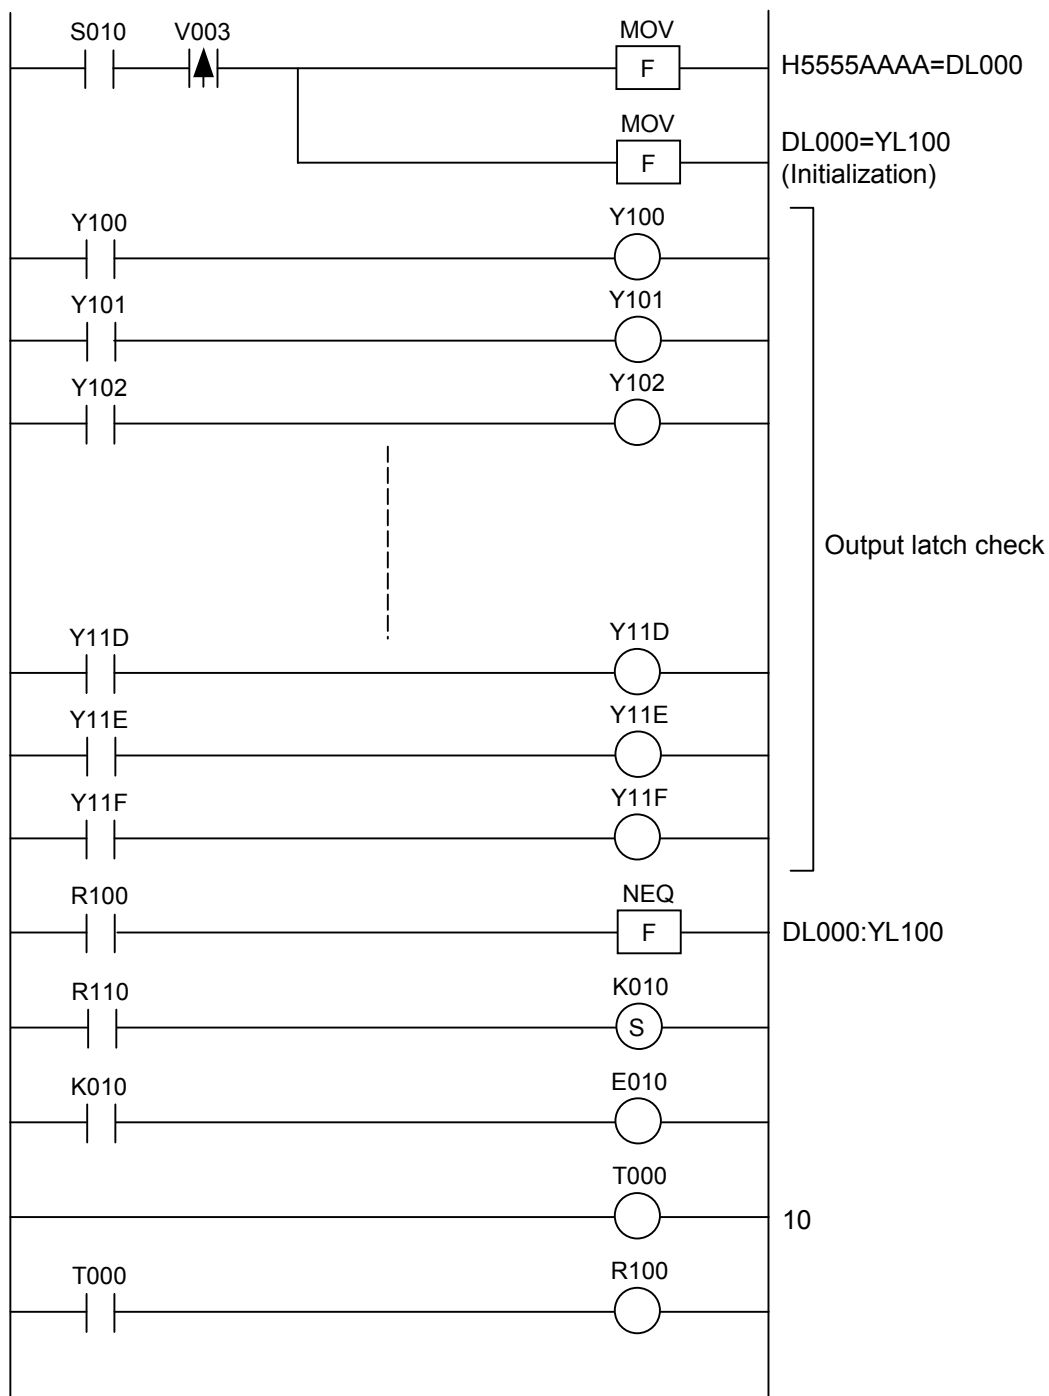 S010 V003 MOV
F H5555AAAA=DL000
MOV
F DL000=YL100
(Initialization)
Y100 Y100
Y101 Y101
Y102 Y102
Output latch check
Y11D Y11D
Y11E Y11E
Y11F Y11F
R100 NEQ
F DL000:YL100
R110 K010
S
K010 E010
T000
10
T000 R100